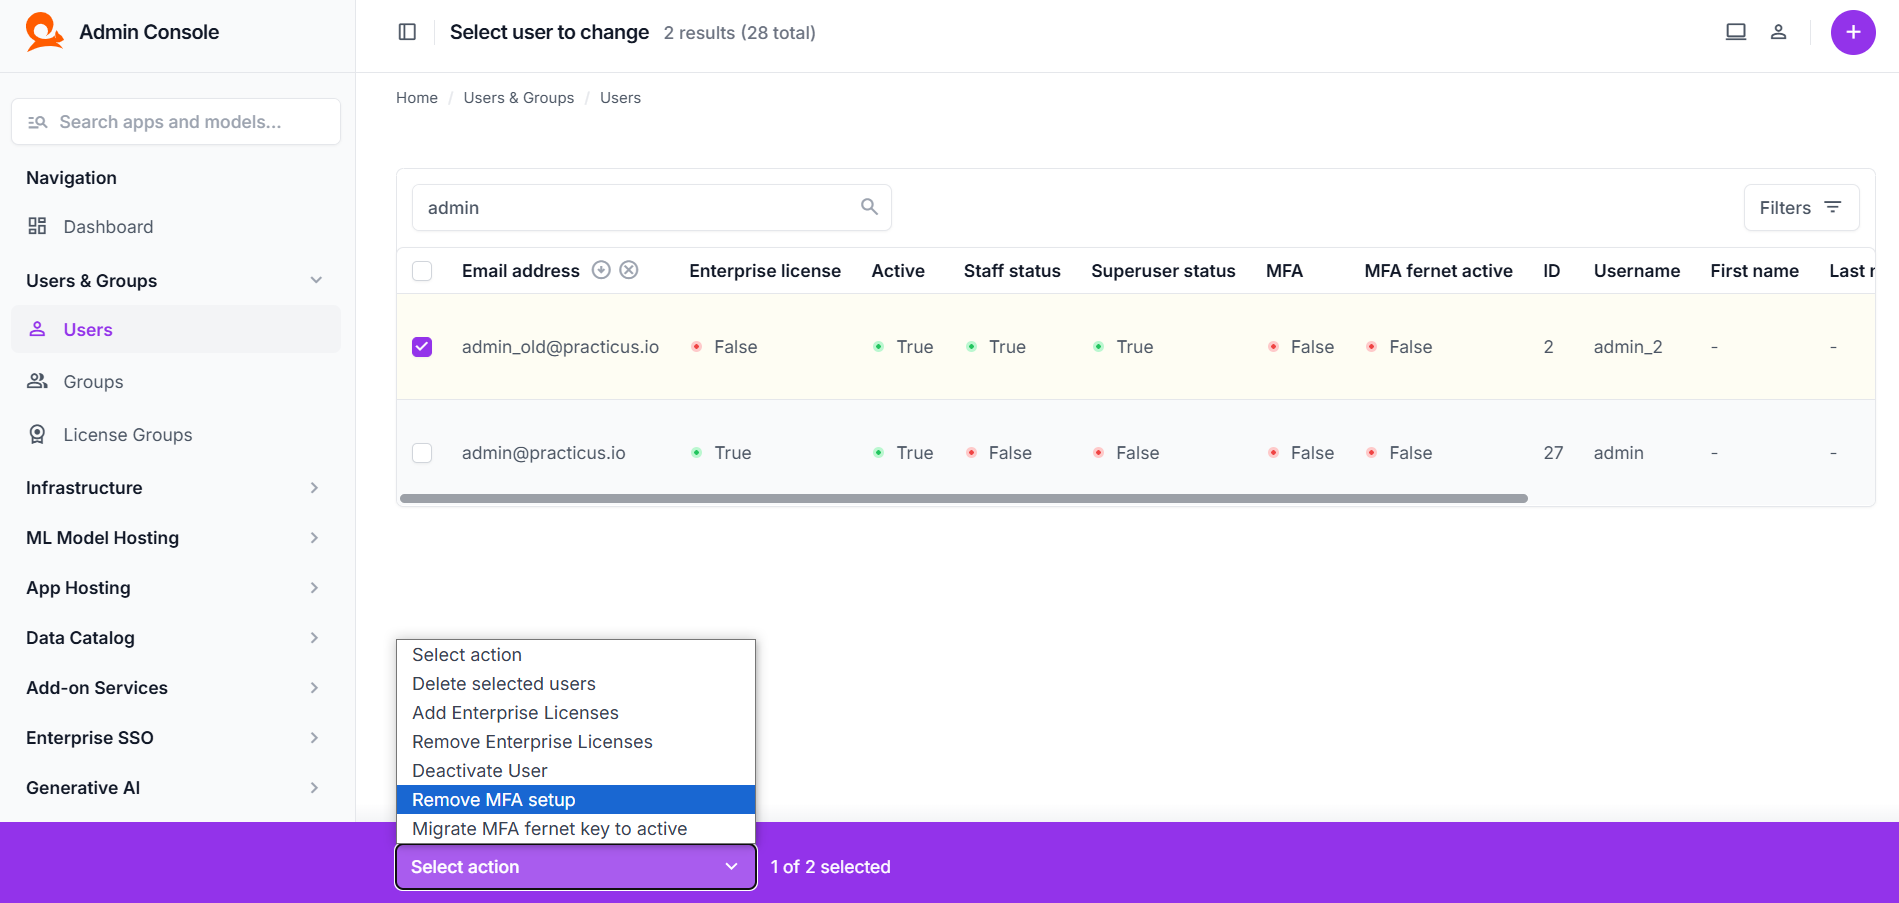 Admin Console
Select user to change 2 results (28 total)
Home / Users & Groups / Users
Search apps and models...
Navigation
Dashboard
Users & Groups
Users
Groups
License Groups
Infrastructure
ML Model Hosting
App Hosting
Data Catalog
Add-on Services
Enterprise SSO
Generative AI
admin
Filters
Email address Enterprise license Active Staff status Superuser status MFA MFA fernet active ID Username First name Last
admin_old@practicus.io False True True True False False 2 admin_2 - -
admin@practicus.io True True False False False False 27 admin - -
Select action
Delete selected users
Add Enterprise Licenses
Remove Enterprise Licenses
Deactivate User
Remove MFA setup
Migrate MFA fernet key to active
Select action 1 of 2 selected